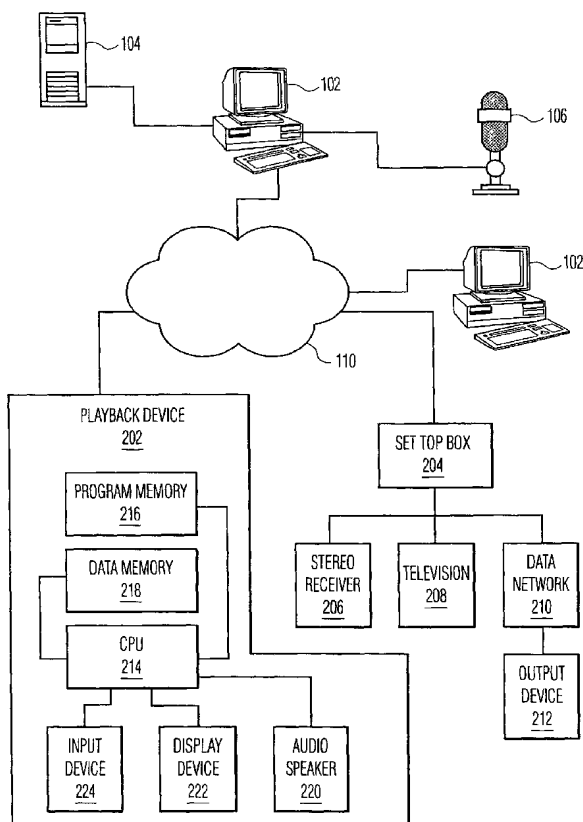 104
102
106
102
110
PLAYBACK DEVICE
202
PROGRAM MEMORY
216
DATA MEMORY
218
CPU
214
INPUT
DEVICE
224
DISPLAY
DEVICE
222
AUDIO
SPEAKER
220
SET TOP BOX
204
STEREO
RECEIVER
206
TELEVISION
208
DATA
NETWORK
210
OUTPUT
DEVICE
212